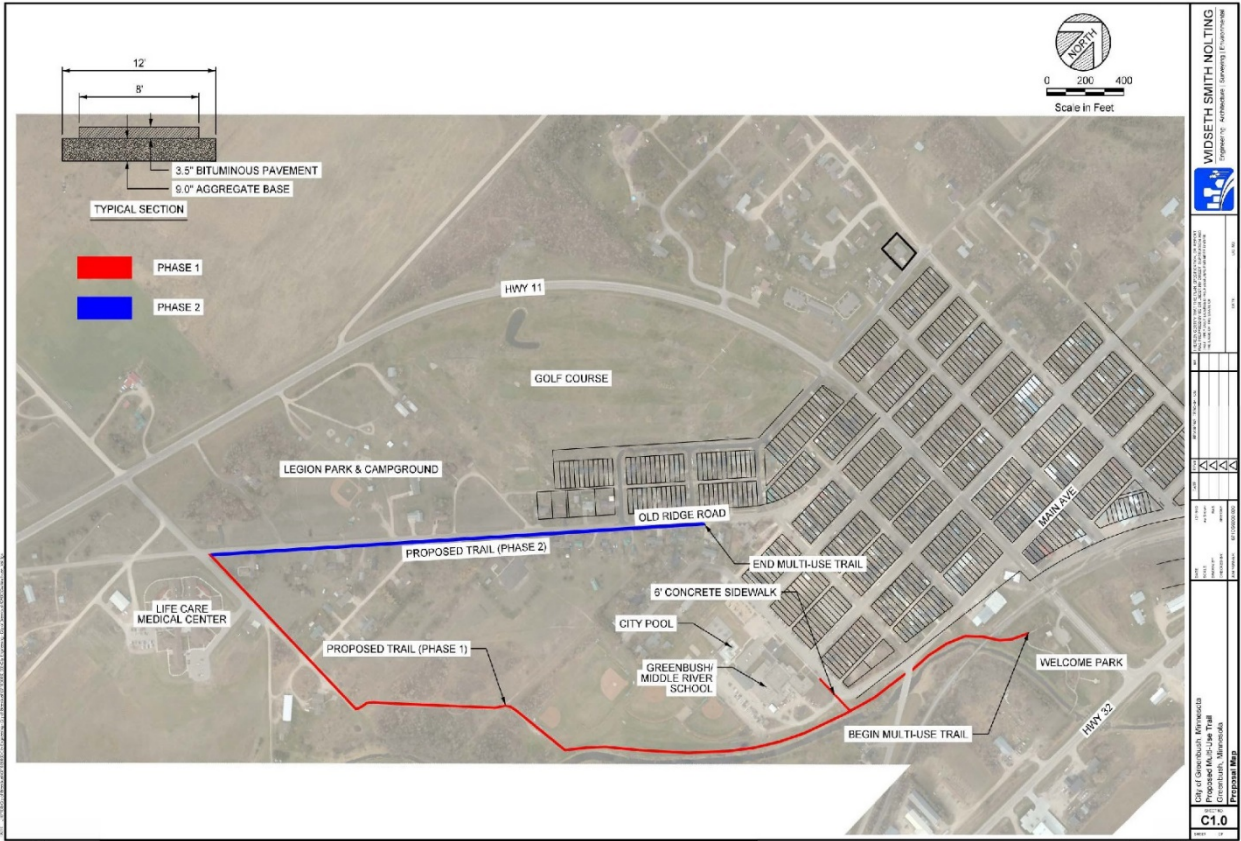 12'
8'
3.5" BITUMINOUS PAVEMENT
9.0" AGGREGATE BASE
TYPICAL SECTION
PHASE 1
PHASE 2
NORTH
0 200 400
Scale in Feet
HWY 11
GOLF COURSE
LEGION PARK & CAMPGROUND
OLD RIDGE ROAD
MAIN AVE
PROPOSED TRAIL (PHASE 2)
END MULTI-USE TRAIL
6' CONCRETE SIDEWALK
LIFE CARE
MEDICAL CENTER
CITY POOL
PROPOSED TRAIL (PHASE 1)
GREENBUSH/
MIDDLE RIVER
SCHOOL
WELCOME PARK
BEGIN MULTI-USE TRAIL
HWY 32
WIDSETH SMITH NOLTING
Engineering | Architecture | Surveying | Environmental
City of Greenbush, Minnesota
Proposed Multi-Use Trail
Greenbush, Minnesota
Proposal Map
C1.0